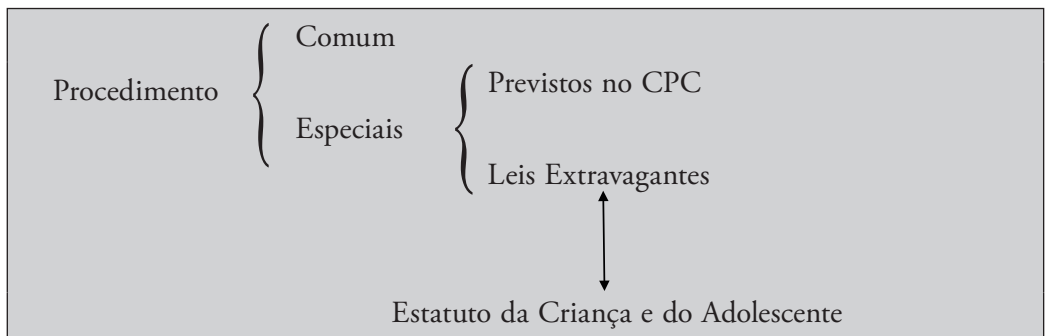 Procedimento
Comum
Especiais
Previstos no CPC
Leis Extravagantes
Estatuto da Criança e do Adolescente